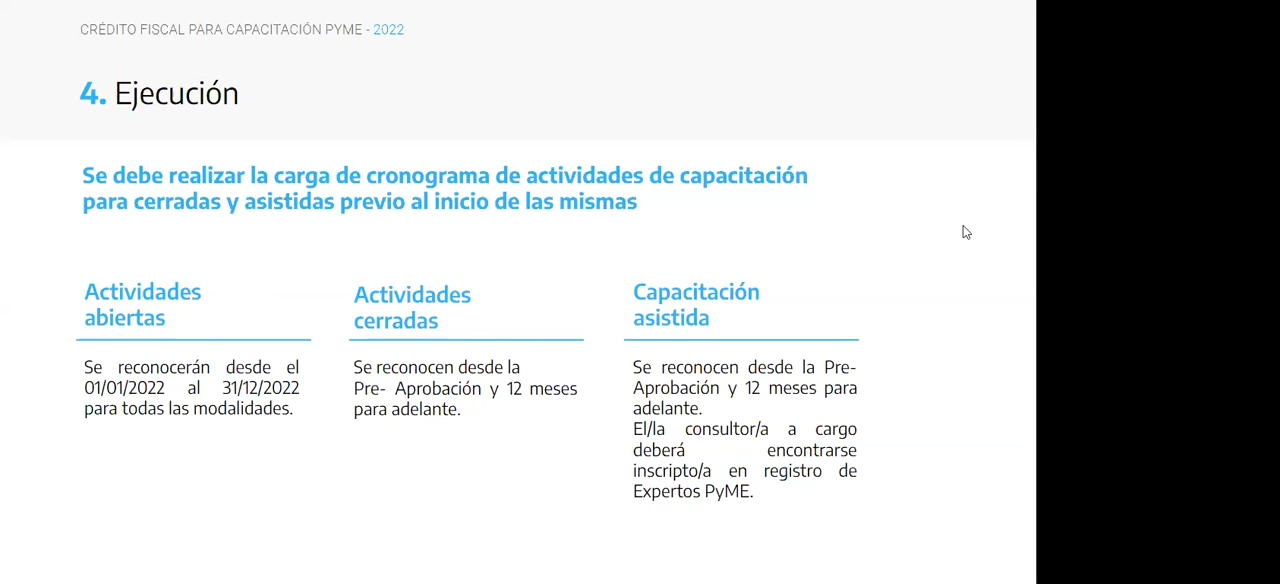 CRÉDITO FISCAL PARA CAPACITACIÓN PYME - 2022
4. Ejecución
Se debe realizar la carga de cronograma de actividades de capacitación
para cerradas y asistidas previo al inicio de las mismas
Actividades
abiertas
Se reconocerán desde el
01/01/2022 al 31/12/2022
para todas las modalidades.
Actividades
cerradas
Se reconocen desde la
Pre- Aprobación y 12 meses
para adelante.
Capacitación
asistida
Se reconocen desde la Pre-
Aprobación y 12 meses para
adelante.
El/la consultor/a a cargo
deberá encontrarse
inscripto/a en registro de
Expertos PyME.